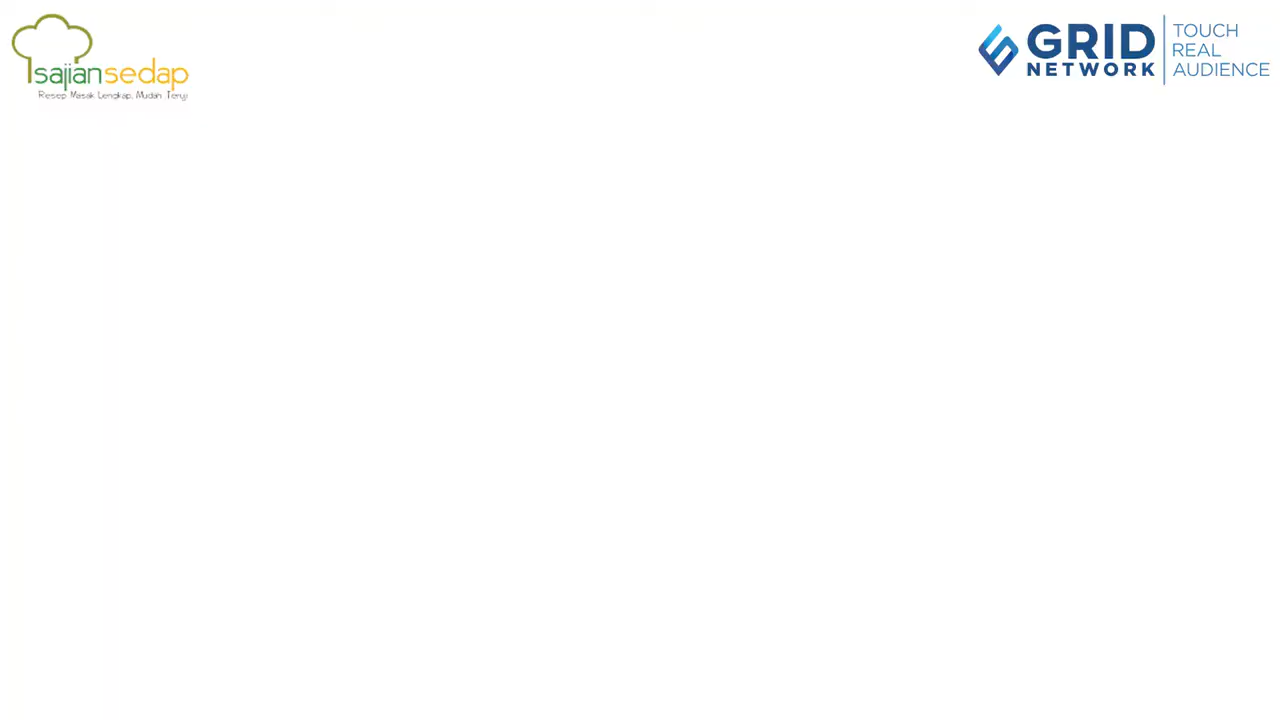 sajiansedap
Resep Masak Lengkap, Mudah Teruji
GRID
NETWORK
TOUCH
REAL
AUDIENCE